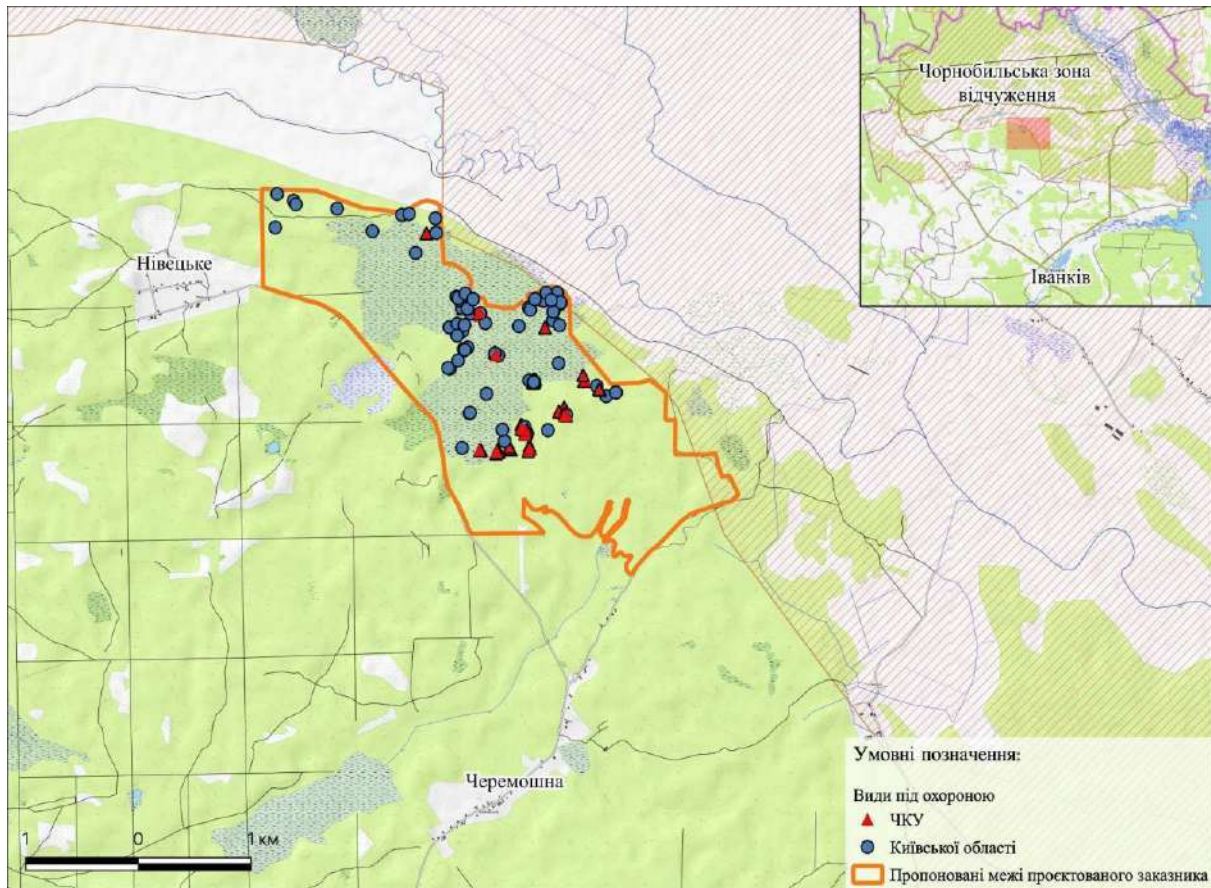 Чорнобильська зона
відчуження
Іванків
Нівецьке
Черемошна
Умовні позначення:
Види під охороною
ЧКУ
Київської області
Пропоновані межі проєктованого заказника
1 0 1 км